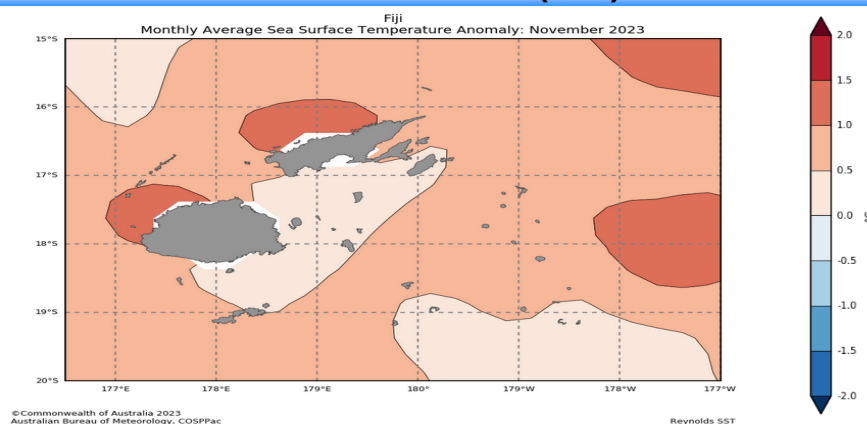 Fiji
Monthly Average Sea Surface Temperature Anomaly: November 2023
15°S
16°S
17°S
18°S
19°S
20°S
177°E
178°E
179°E
180°
179°W
178°W
177°W
2.0
1.5
1.0
0.5
0.0
-0.5
-1.0
-1.5
-2.0
©Commonwealth of Australia 2023
Australian Bureau of Meteorology, COSPPac
Reynolds SST